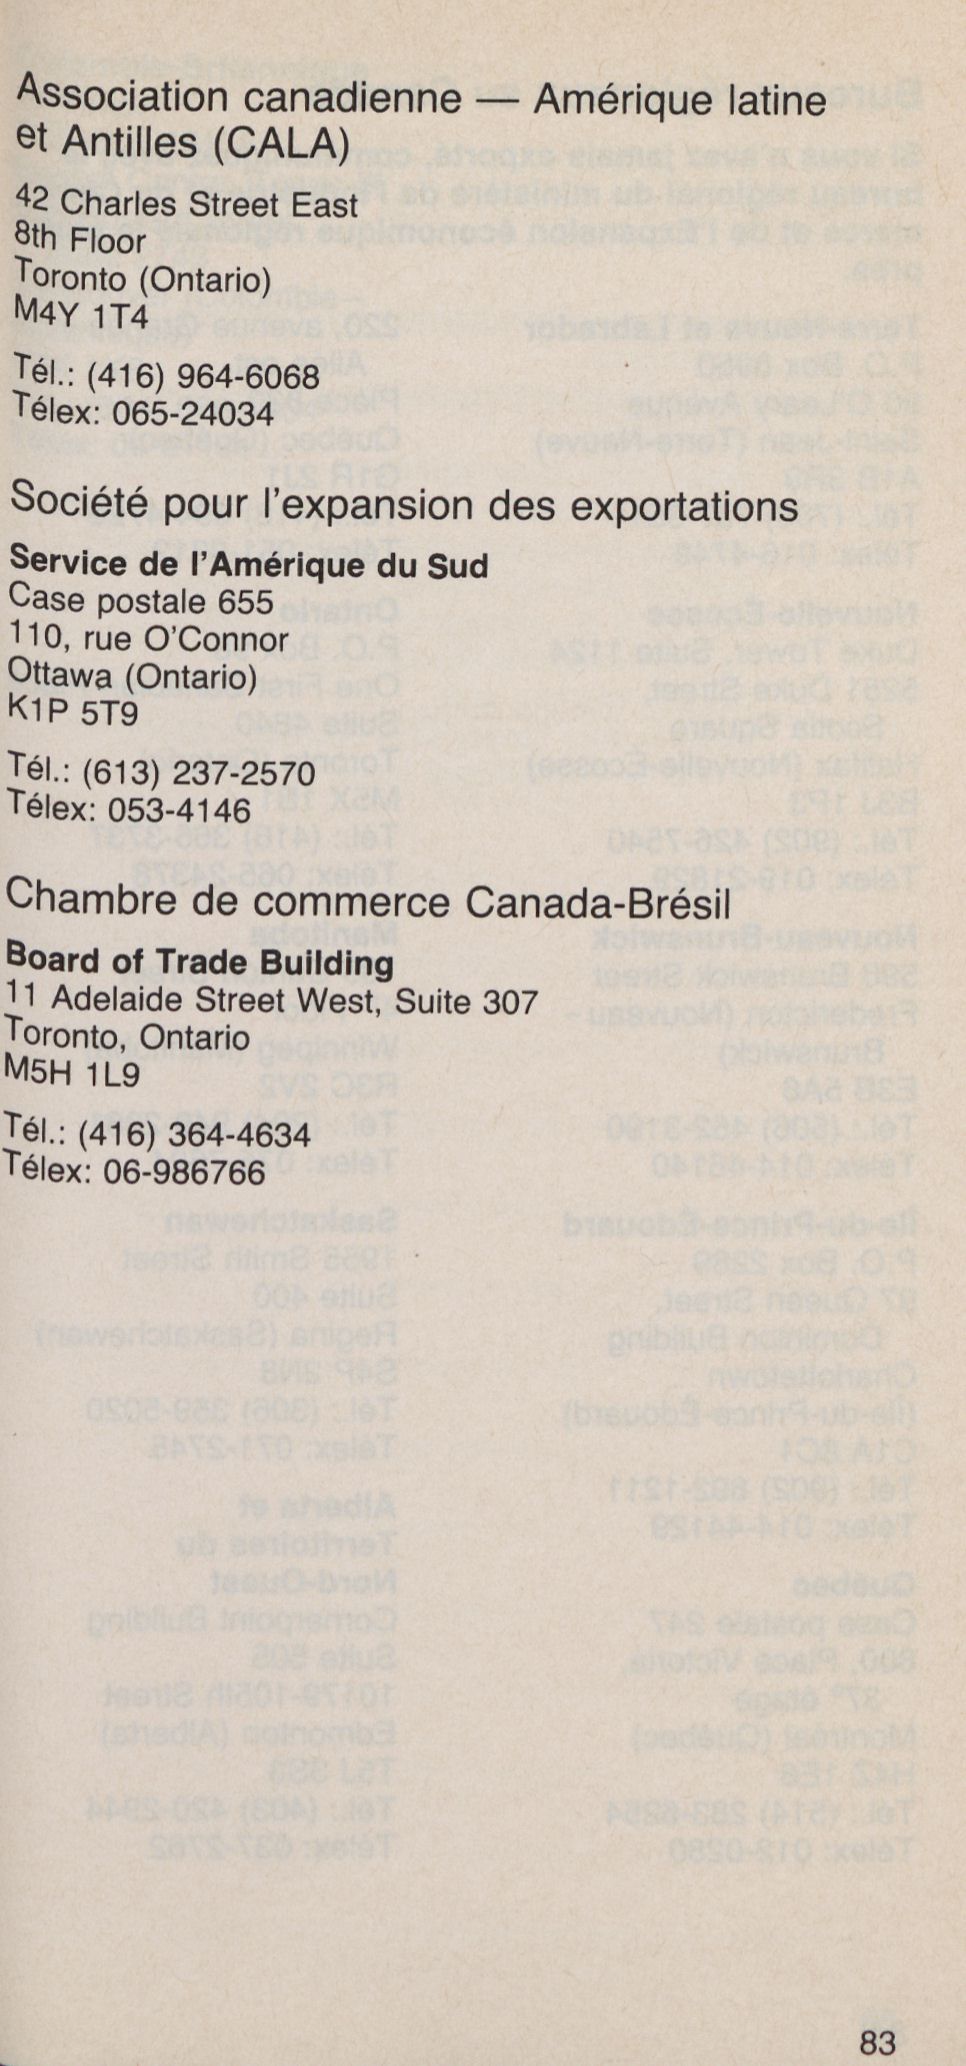 Association canadienne — Amérique latine
et Antilles (CALA)
42 Charles Street East
8th Floor
Toronto (Ontario)
M4Y 1T4
Tél.: (416) 964-6068
Télex: 065-24034
Société pour l'expansion des exportations
Service de l'Amérique du Sud
Case postale 655
110, rue O'Connor
Ottawa (Ontario)
K1P 5T9
Tél.: (613) 237-2570
Télex: 053-4146
Chambre de commerce Canada-Brésil
Board of Trade Building
11 Adelaide Street West, Suite 307
Toronto, Ontario
M5H 1L9
Tél.: (416) 364-4634
Télex: 06-986766
83